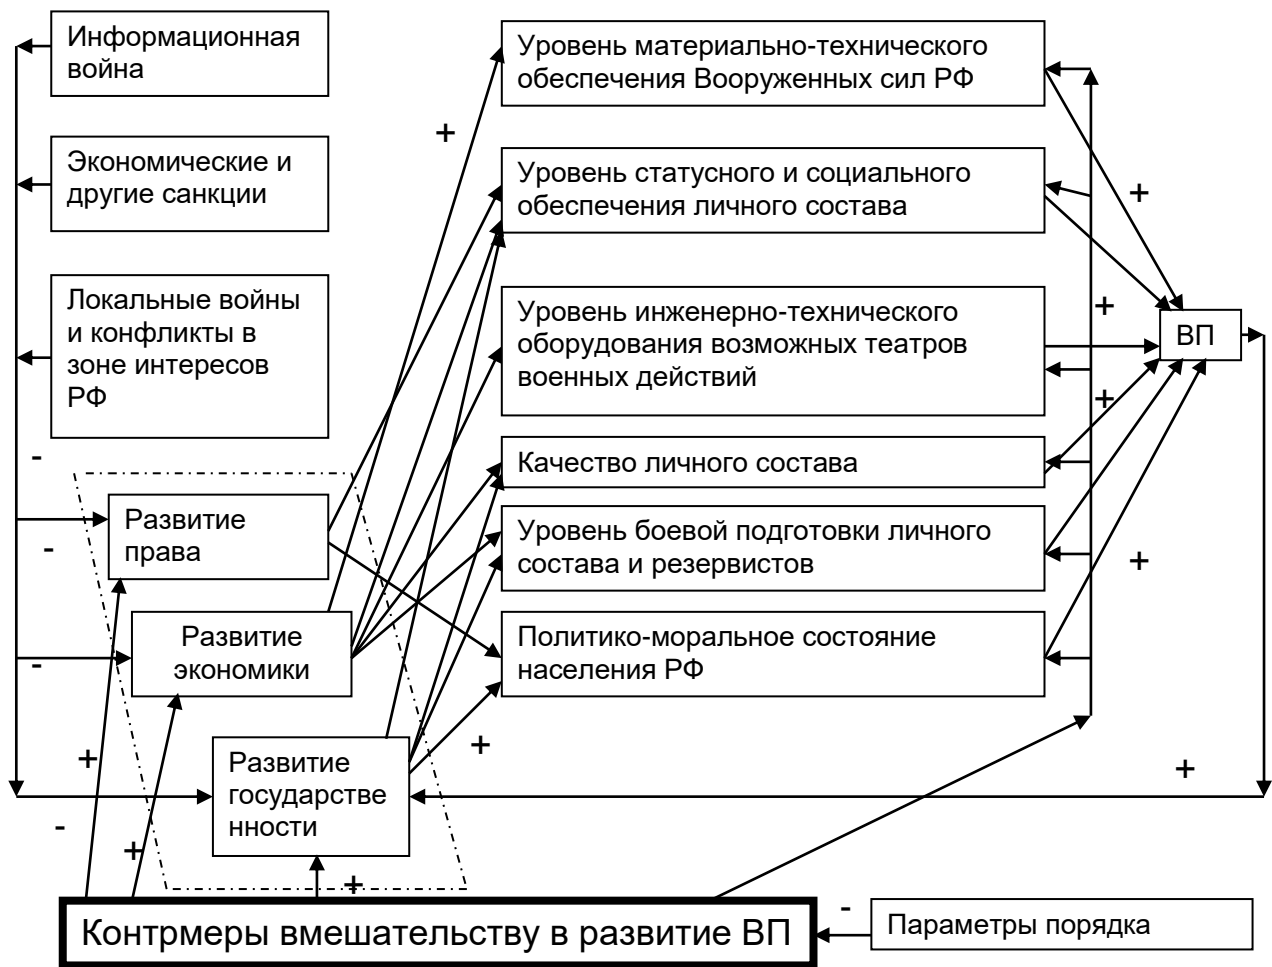 Информационная
война
Экономические и
другие санкции
Локальные войны
и конфликты в
зоне интересов
РФ
-
Развитие
права
-
Развитие
экономики
-
Развитие
государстве
нности
+
-
+
+
+
Уровень материально-технического
обеспечения Вооруженных сил РФ
Уровень статусного и социального
обеспечения личного состава
Уровень инженерно-технического
оборудования возможных театров
военных действий
Качество личного состава
Уровень боевой подготовки личного
состава и резервистов
Политико-моральное состояние
населения РФ
+
+
+
+
+
ВП
+
Контрмеры вмешательству в развитие ВП
-
Параметры порядка